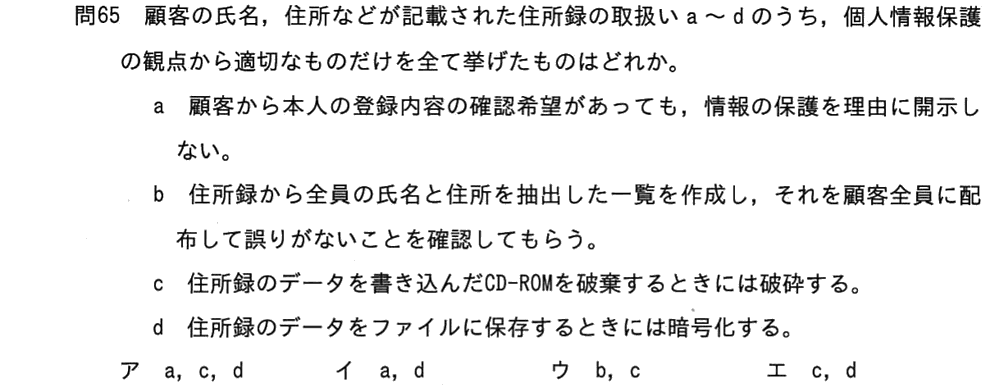 問65 顧客の氏名，住所などが記載された住所録の取扱い a ～ d のうち，個人情報保護
の観点から適切なものだけを全て挙げたものはどれか。
a 顧客から本人の登録内容の確認希望があっても，情報の保護を理由に開示し
ない。
b 住所録から全員の氏名と住所を抽出した一覧を作成し，それを顧客全員に配
布して誤りがないことを確認してもらう。
c 住所録のデータを書き込んだCD-ROMを破棄するときには破砕する。
d 住所録のデータをファイルに保存するときには暗号化する。
ア a, c, d イ a, d ウ b, c エ c, d